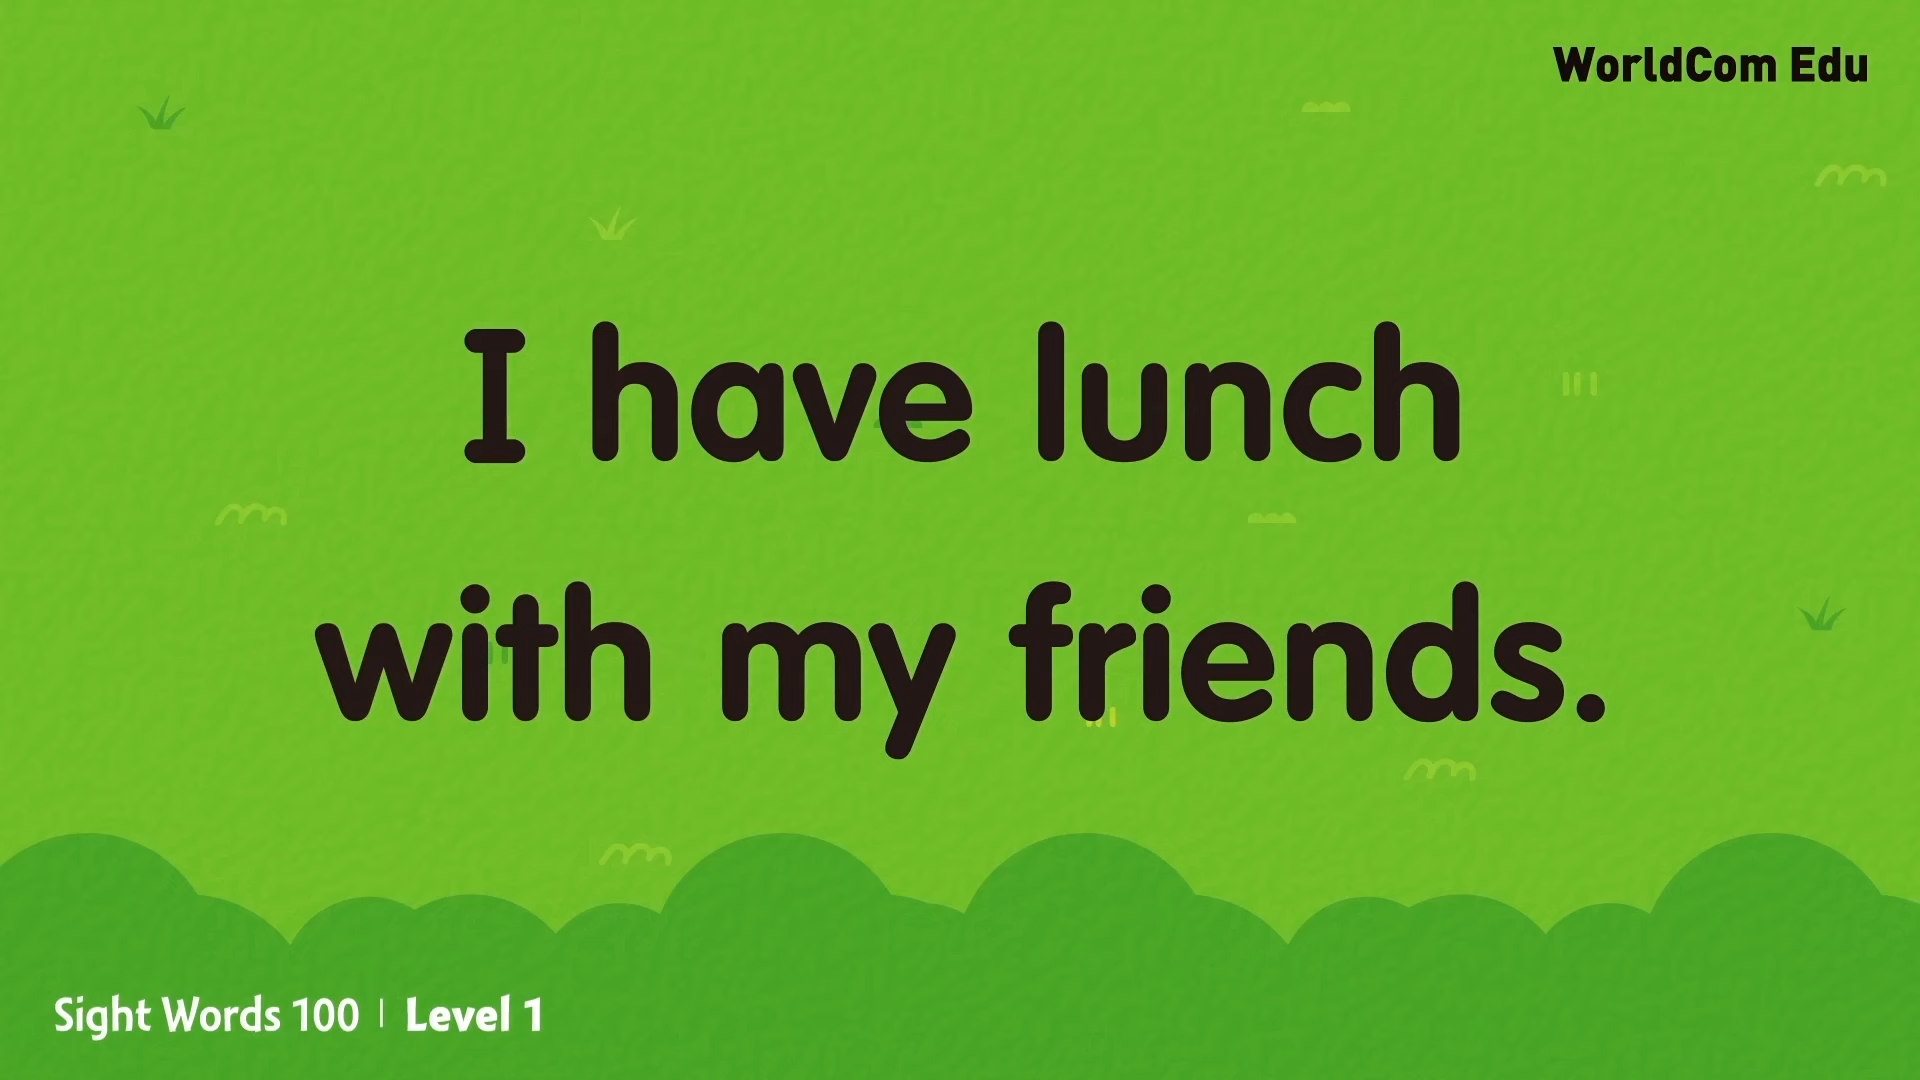 WorldCom Edu
I have lunch
with my friends.
Sight Words 100 | Level 1